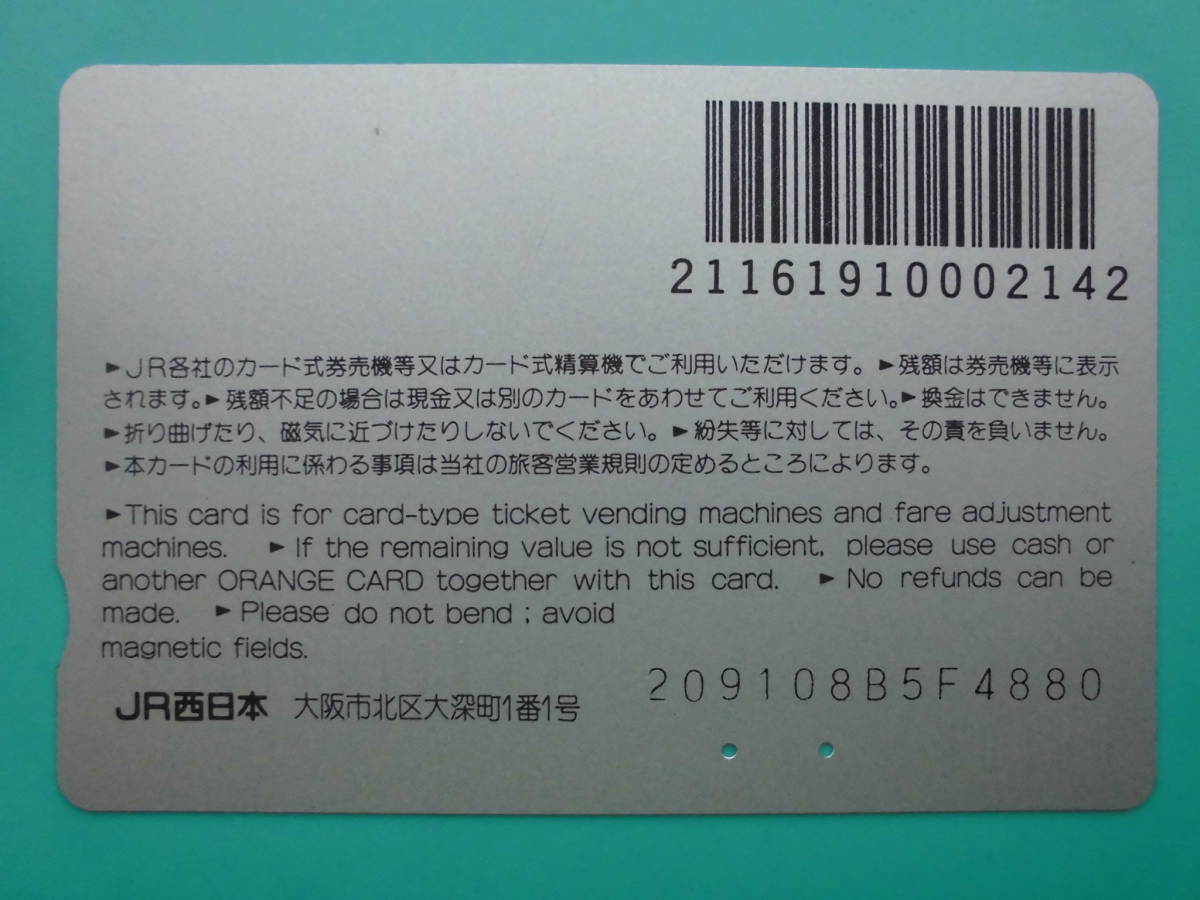 211619910002142
►JR各社のカード式券売機等又はカード式精算機でご利用いただけます。►残額は券売機等に表示
されます。►残額不足の場合は現金又は別のカードをあわせてご利用ください。►換金はできません。
►折り曲げたり、磁気に近づけたりしないでください。►紛失等に対しては、その責を負いません。
►本カードの利用に係わる事項は当社の旅客営業規則の定めるところによります。
►This card is for card-type ticket vending machines and fare adjustment
machines. ►If the remaining value is not sufficient, please use cash or
another ORANGE CARD together with this card. ►No refunds can be
made. ►Please do not bend ; avoid
magnetic fields.
209108B5F4880
JR西日本 大阪市北区大深町1番1号